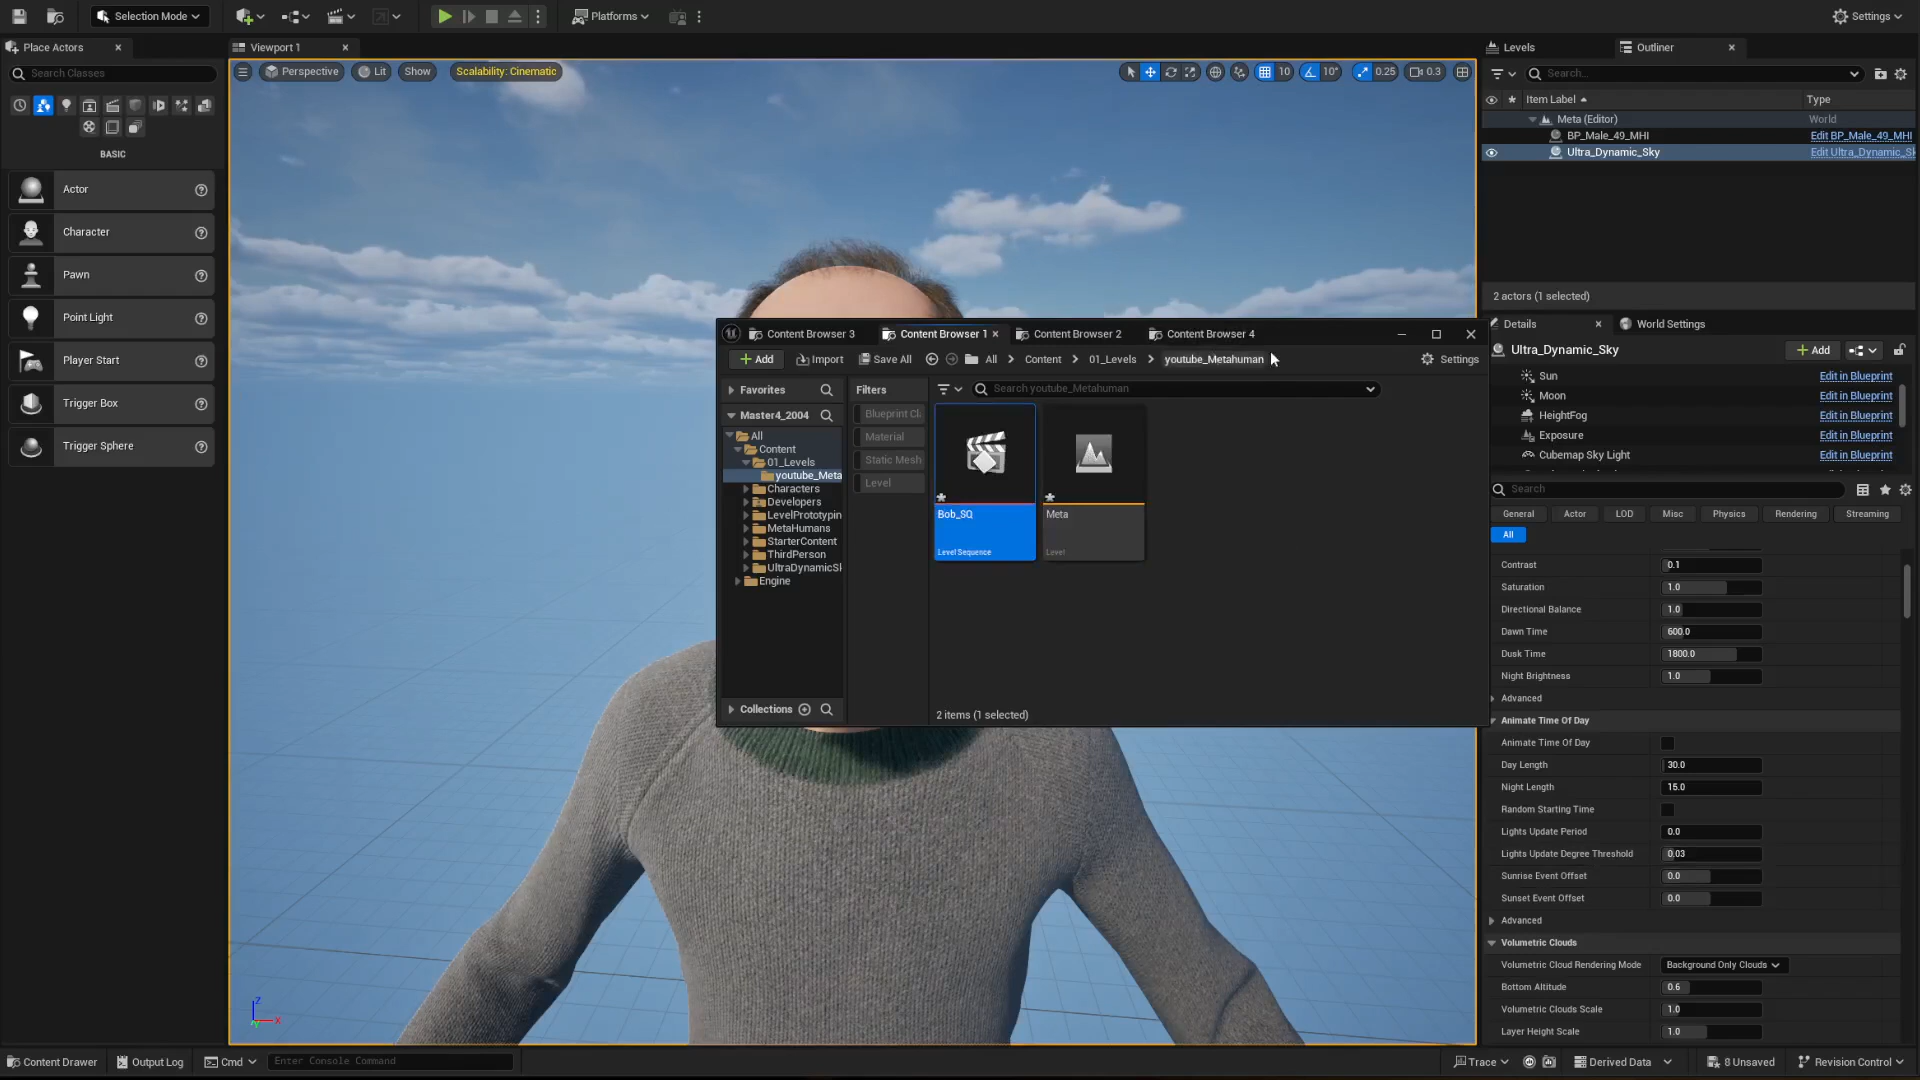 Selection Mode
Platforms
Settings
Place Actors
Viewport 1
Levels
Outliner
Search Classes
Perspective
Lit
Show
Scalability: Cinematic
10
10°
0.25
0.3
Search...
Item Label
Type
Meta (Editor)
World
BP_Male_49_MHI
Edit BP_Male_49_MHI
Ultra_Dynamic_Sky
Edit Ultra_Dynamic_S
BASIC
Actor
Character
Pawn
Point Light
Player Start
Trigger Box
Trigger Sphere
2 actors (1 selected)
Content Browser 3
Content Browser 1
Content Browser 2
Content Browser 4
Add
Import
Save All
All
Content
01_Levels
youtube_Metahuman
Settings
Favorites
Filters
Search youtube_Metahuman
Master4_2004
Blueprint Cl
Material
Static Mesh
Level
All
Content
01_Levels
youtube_Meta
Characters
Developers
LevelPrototypin
MetaHumans
StarterContent
ThirdPerson
UltraDynamicS
Engine
Bob_SQ
Level Sequence
Meta
Level
Collections
2 items (1 selected)
Details
World Settings
Ultra_Dynamic_Sky
Add
Sun
Edit in Blueprint
Moon
Edit in Blueprint
HeightFog
Edit in Blueprint
Exposure
Edit in Blueprint
Cubemap Sky Light
Edit in Blueprint
Search
General
Actor
LOD
Misc
Physics
Rendering
Streaming
All
Contrast
0.1
Saturation
1.0
Directional Balance
1.0
Dawn Time
600.0
Dusk Time
1800.0
Night Brightness
1.0
Advanced
Animate Time Of Day
Animate Time Of Day
Day Length
30.0
Night Length
15.0
Random Starting Time
Lights Update Period
0.0
Lights Update Degree Threshold
0.03
Sunrise Event Offset
0.0
Sunset Event Offset
0.0
Advanced
Volumetric Clouds
Volumetric Cloud Rendering Mode
Background Only Clouds
Bottom Altitude
0.6
Volumetric Clouds Scale
1.0
Layer Height Scale
1.0
Z
X
Y
Content Drawer
Output Log
Cmd
Enter Console Command
Trace
Derived Data
8 Unsaved
Revision Control